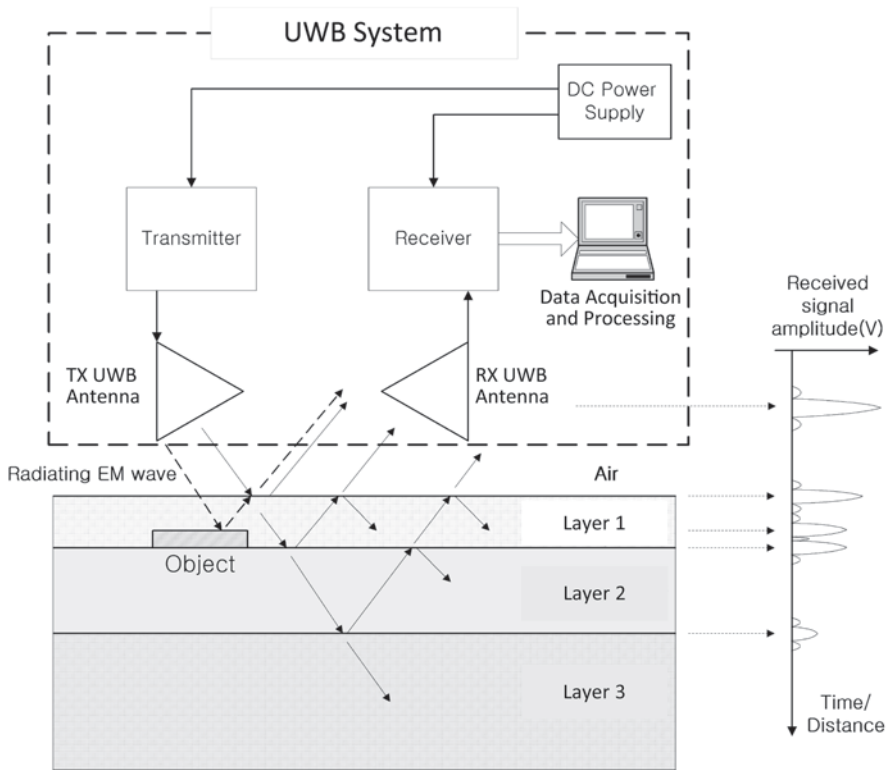 UWB System
DC Power
Supply
Transmitter
Receiver
Data Acquisition
and Processing
Received
signal
amplitude(V)
TX UWB
Antenna
RX UWB
Antenna
Radiating EM wave
Air
Layer 1
Object
Layer 2
Layer 3
Time/
Distance